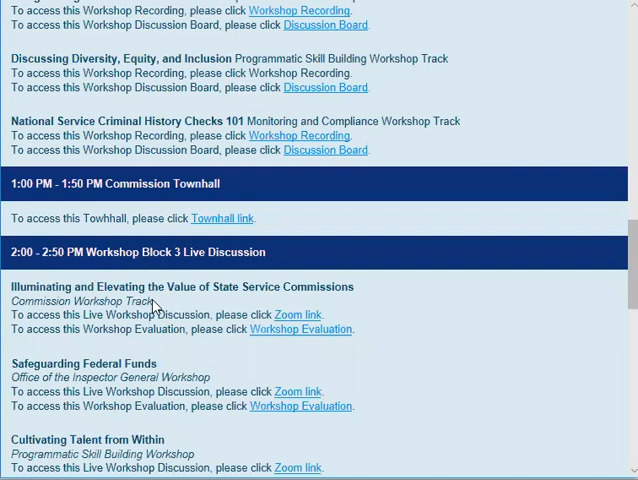 To access this Workshop Recording, please click Workshop Recording.
To access this Workshop Discussion Board, please click Discussion Board.
Discussing Diversity, Equity, and Inclusion Programmatic Skill Building Workshop Track
To access this Workshop Recording, please click Workshop Recording.
To access this Workshop Discussion Board, please click Discussion Board.
National Service Criminal History Checks 101 Monitoring and Compliance Workshop Track
To access this Workshop Recording, please click Workshop Recording.
To access this Workshop Discussion Board, please click Discussion Board.
1:00 PM - 1:50 PM Commission Townhall
To access this Towhhall, please click Townhall link.
2:00 - 2:50 PM Workshop Block 3 Live Discussion
Illuminating and Elevating the Value of State Service Commissions
Commission Workshop Track
To access this Live Workshop Discussion, please click Zoom link.
To access this Workshop Evaluation, please click Workshop Evaluation.
Safeguarding Federal Funds
Office of the Inspector General Workshop
To access this Live Workshop Discussion, please click Zoom link.
To access this Workshop Evaluation, please click Workshop Evaluation.
Cultivating Talent from Within
Programmatic Skill Building Workshop
To access this Live Workshop Discussion, please click Zoom link.